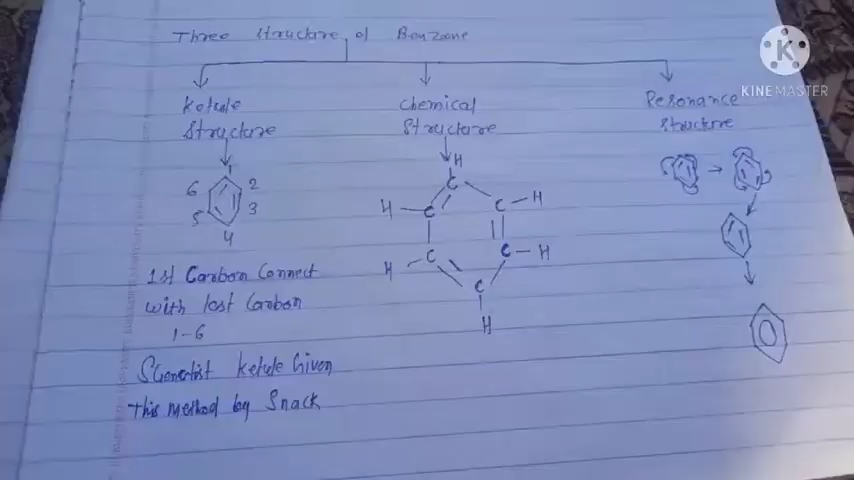 Three Structure of Benzene
K
KINEMASTER
Kekule
Structure
Chemical
Structure
Resonance
Structure
1
6 2
5 3
4
H
C
H C C H
H C C H
C
H
1st Carbon Connect
with last Carbon
1-6
Scientist Kekule Given
this method by Snack